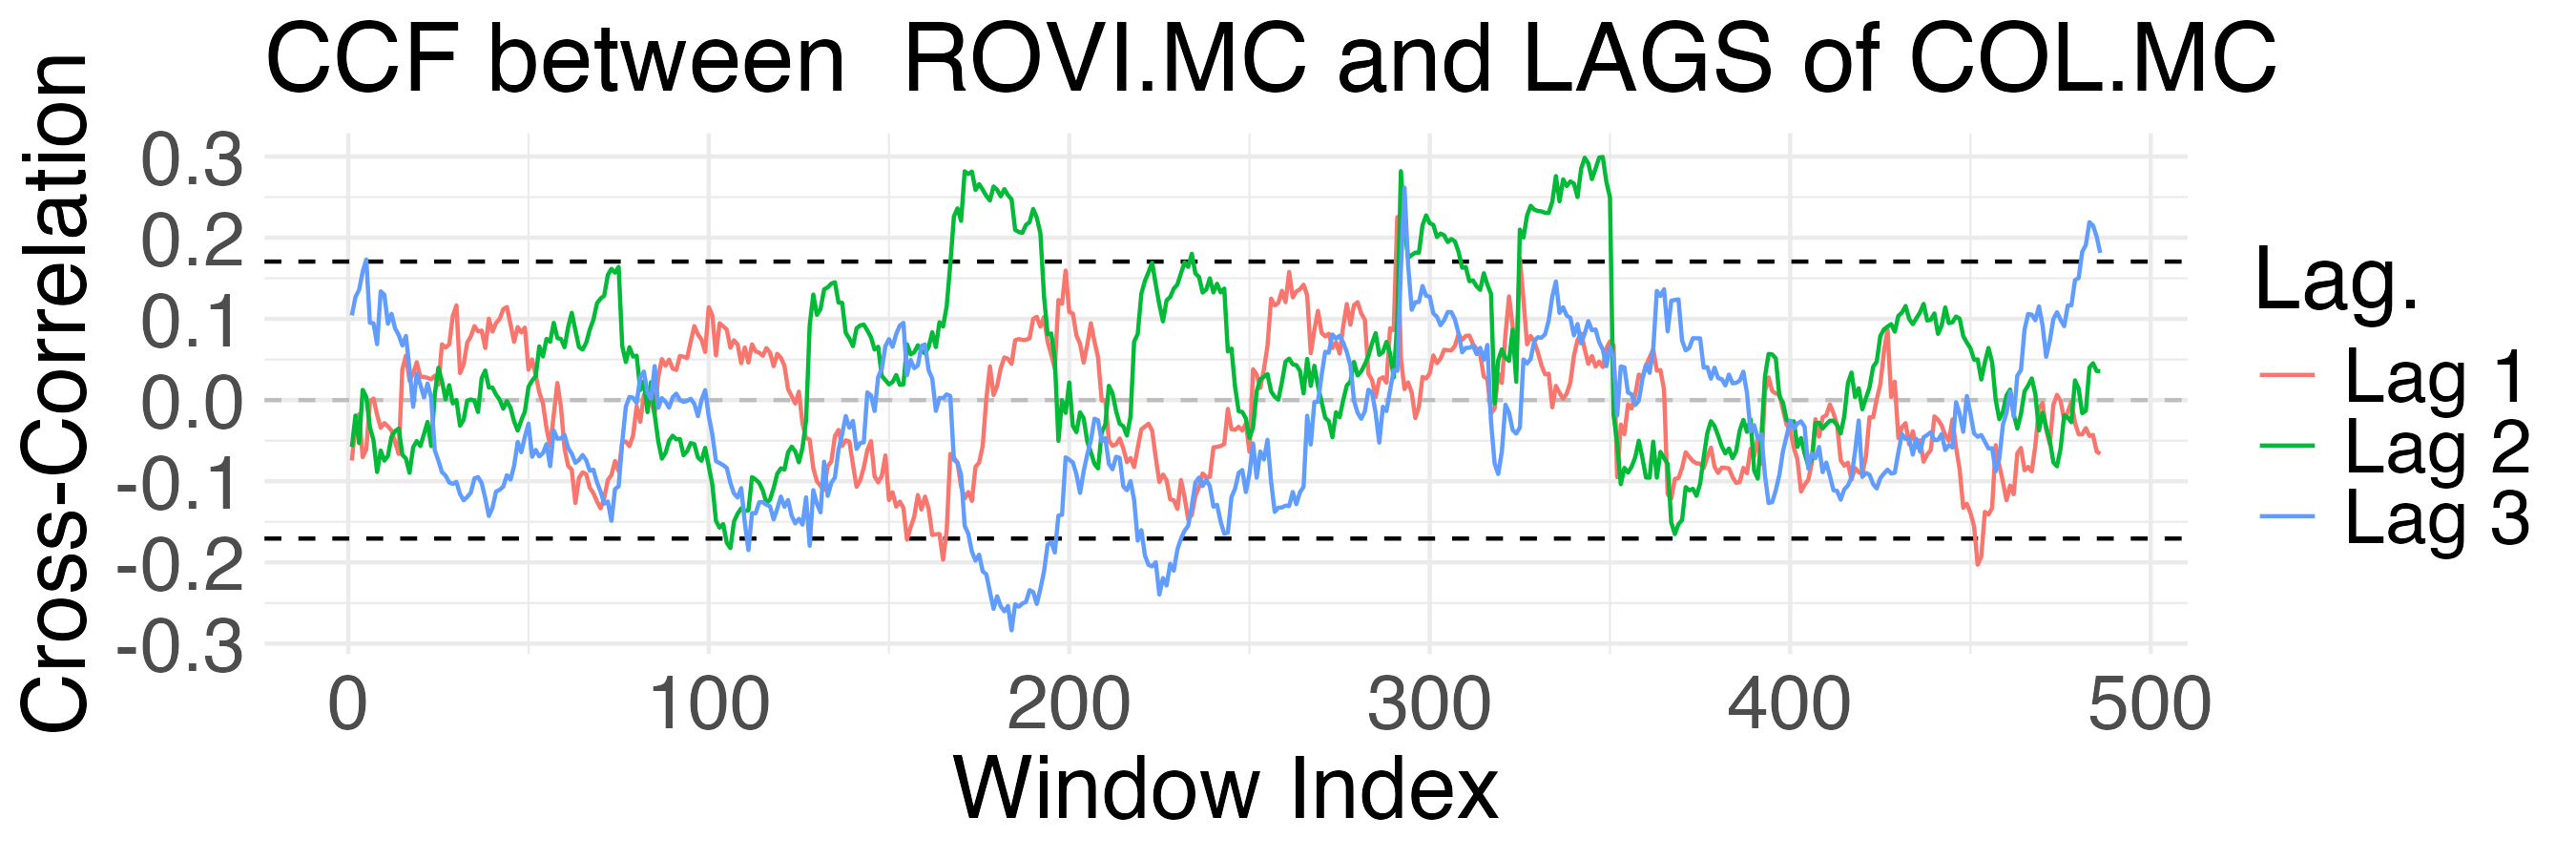 CCF between  ROVI.MC and LAGS of COL.MC
Cross-Correlation
0.3
0.2
0.1
0.0
-0.1
-0.2
-0.3
0 100 200 300 400 500
Window Index
Lag.
Lag 1
Lag 2
Lag 3